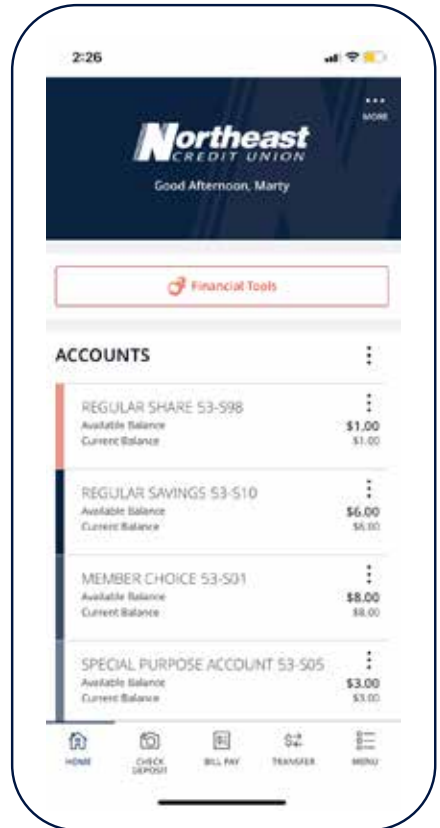 2:26
MORE
Northeast
CREDIT UNION
Good Afternoon, Marty
Financial Tools
ACCOUNTS
REGULAR SHARE 53-S98
Available Balance $1.00
Current Balance $1.00
REGULAR SAVINGS 53-S10
Available Balance $6.00
Current Balance $6.00
MEMBER CHOICE 53-S01
Available Balance $8.00
Current Balance $8.00
SPECIAL PURPOSE ACCOUNT 53-S05
Available Balance $3.00
Current Balance $3.00
HOME
CHECK
DEPOSIT
BILL PAY
TRANSFER
MENU